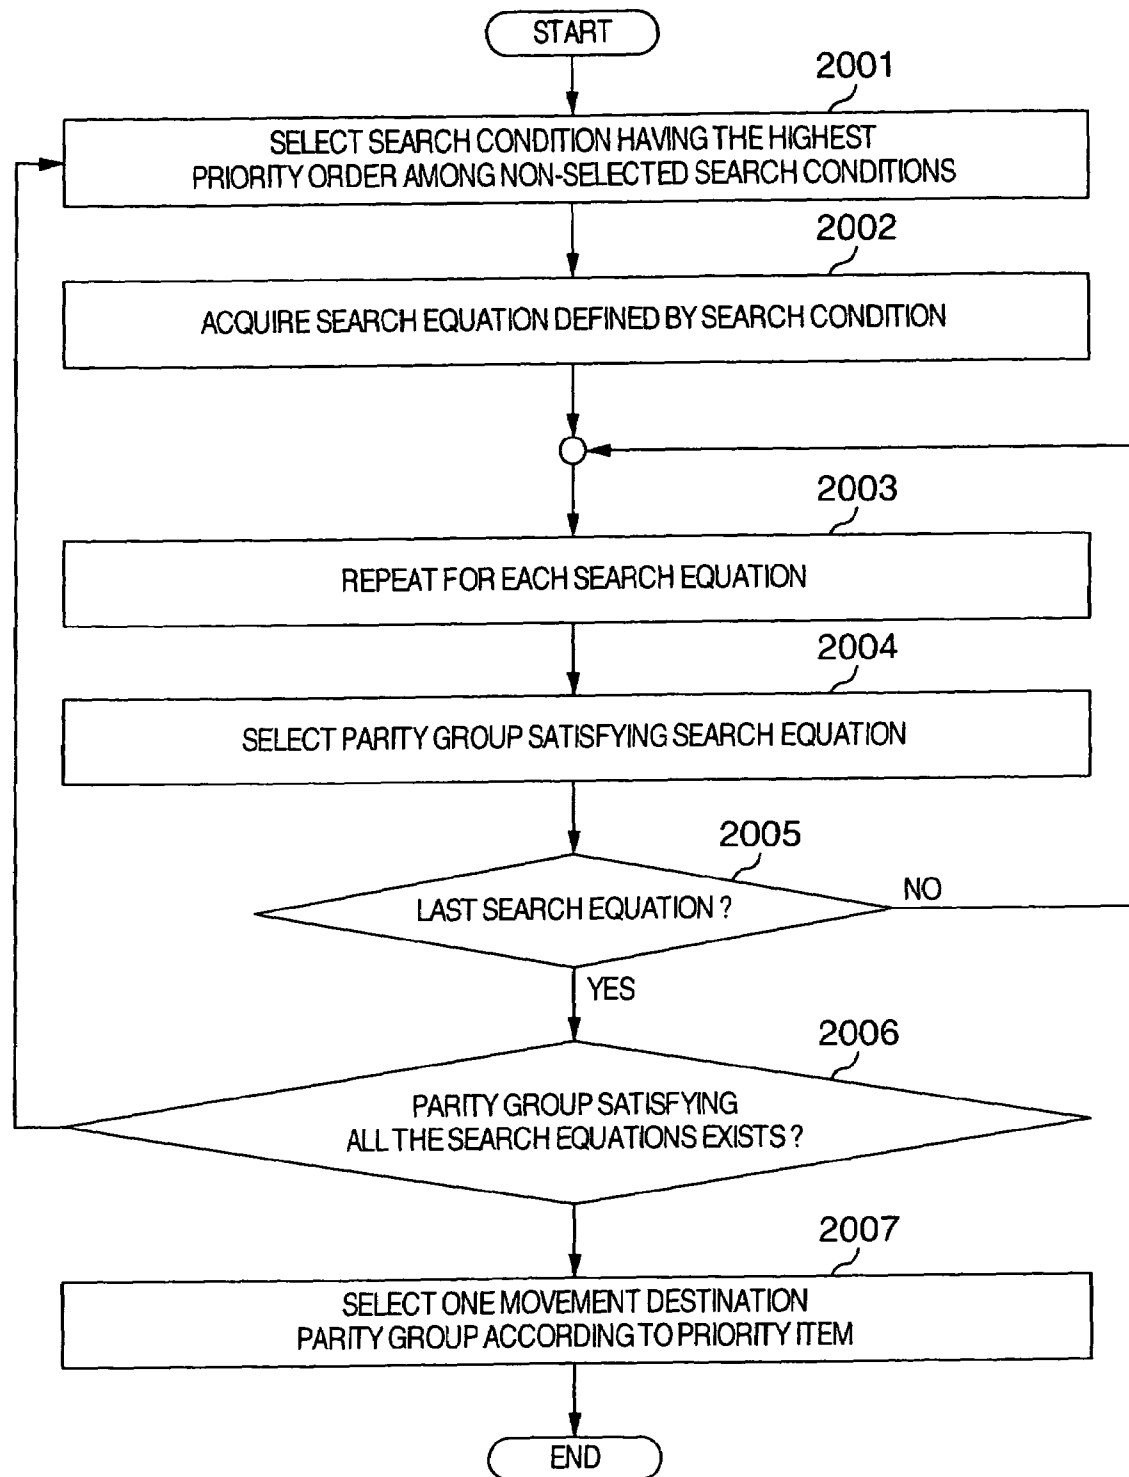 START
2001
SELECT SEARCH CONDITION HAVING THE HIGHEST
PRIORITY ORDER AMONG NON-SELECTED SEARCH CONDITIONS
2002
ACQUIRE SEARCH EQUATION DEFINED BY SEARCH CONDITION
2003
REPEAT FOR EACH SEARCH EQUATION
2004
SELECT PARITY GROUP SATISFYING SEARCH EQUATION
2005
LAST SEARCH EQUATION ?
NO
YES
2006
PARITY GROUP SATISFYING
ALL THE SEARCH EQUATIONS EXISTS ?
2007
SELECT ONE MOVEMENT DESTINATION
PARITY GROUP ACCORDING TO PRIORITY ITEM
END